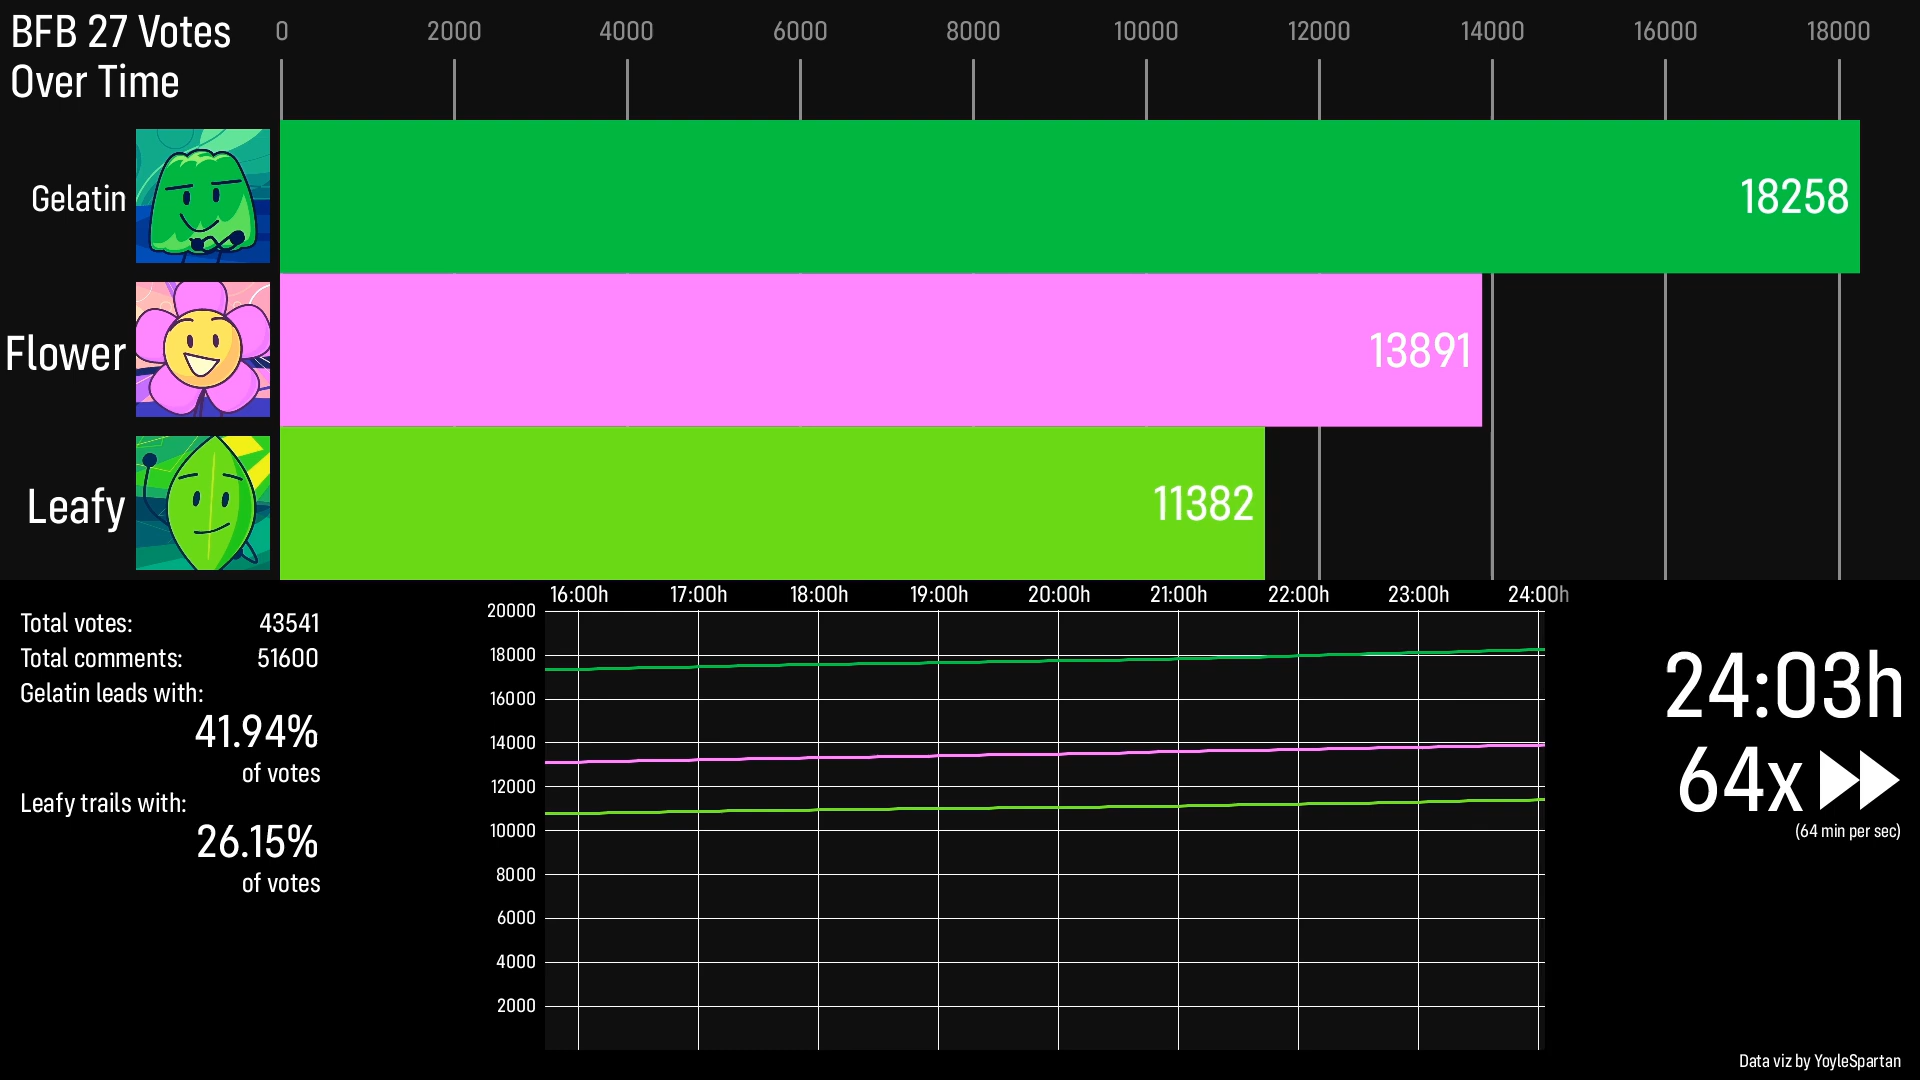 BFB 27 Votes
Over Time
0 2000 4000 6000 8000 10000 12000 14000 16000 18000
Gelatin 18258
Flower 13891
Leafy 11382
Total votes: 43541
Total comments: 51600
Gelatin leads with:
41.94%
of votes
Leafy trails with:
26.15%
of votes
16:00h 17:00h 18:00h 19:00h 20:00h 21:00h 22:00h 23:00h 24:00h
20000
18000
16000
14000
12000
10000
8000
6000
4000
2000
24:03h
64x
(64 min per sec)
Data viz by YoyleSpartan